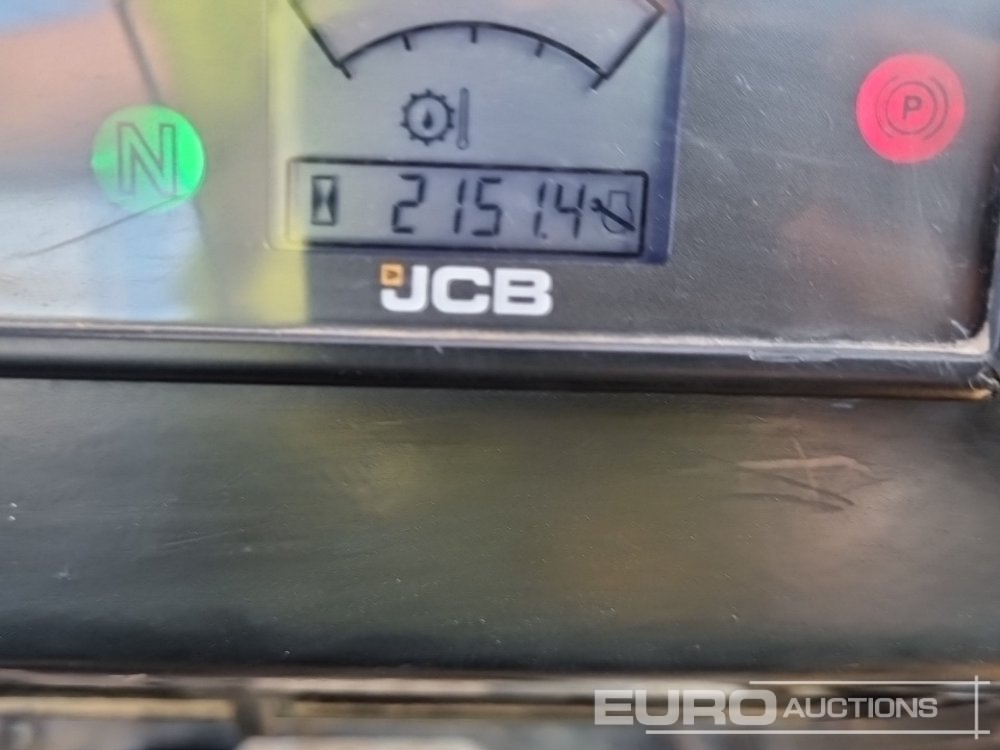 N
P
2151.4
JCB
EURO AUCTIONS